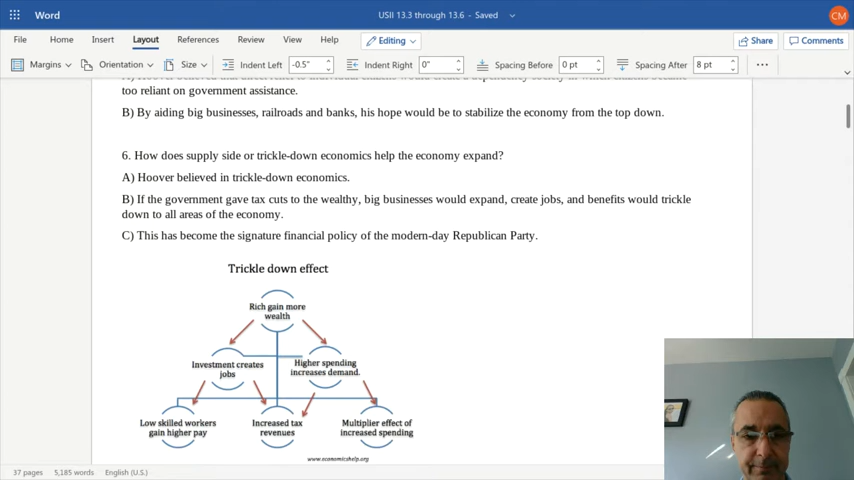 Word
USII 13.3 through 13.6 - Saved
CM
File Home Insert Layout References Review View Help Editing Share Comments
Margins Orientation Size Indent Left -0.5" Indent Right 0" Spacing Before 0 pt Spacing After 8 pt
too reliant on government assistance.
B) By aiding big businesses, railroads and banks, his hope would be to stabilize the economy from the top down.
6. How does supply side or trickle-down economics help the economy expand?
A) Hoover believed in trickle-down economics.
B) If the government gave tax cuts to the wealthy, big businesses would expand, create jobs, and benefits would trickle
down to all areas of the economy.
C) This has become the signature financial policy of the modern-day Republican Party.
Trickle down effect
Rich gain more
wealth
Investment creates
jobs
Higher spending
increases demand.
Low skilled workers
gain higher pay
Increased tax
revenues
Multiplier effect of
increased spending
www.economicshelp.org
37 pages 5,185 words English (U.S.)